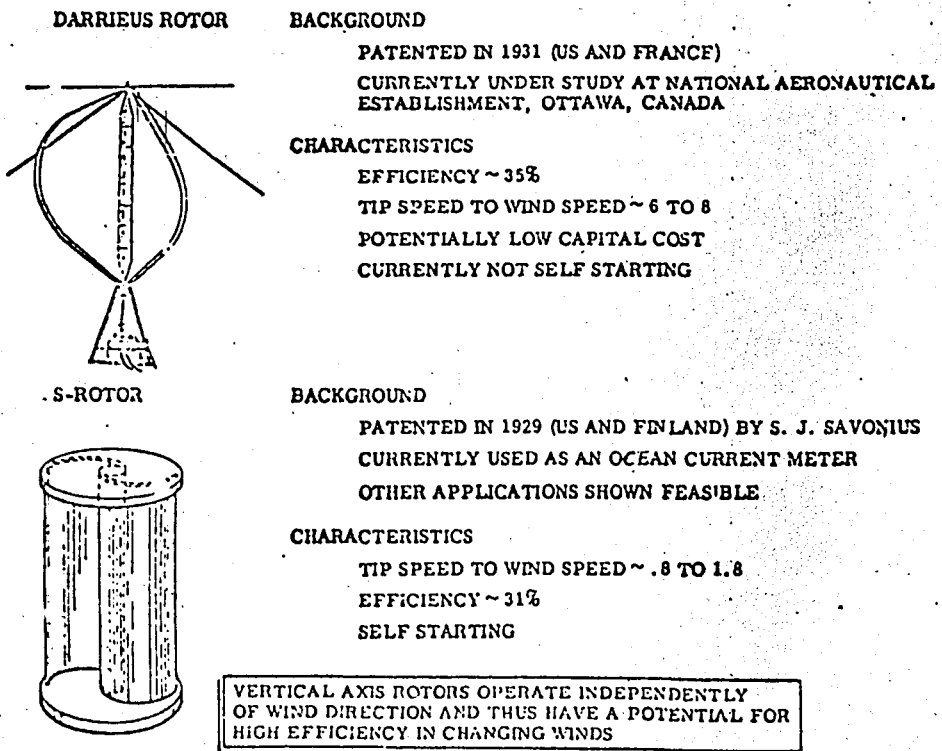 DARRIEUS ROTOR
BACKGROUND
PATENTED IN 1931 (US AND FRANCE)
CURRENTLY UNDER STUDY AT NATIONAL AERONAUTICAL
ESTABLISHMENT, OTTAWA, CANADA
CHARACTERISTICS
EFFICIENCY ~ 35%
TIP SPEED TO WIND SPEED ~ 6 TO 8
POTENTIALLY LOW CAPITAL COST
CURRENTLY NOT SELF STARTING
S-ROTOR
BACKGROUND
PATENTED IN 1929 (US AND FINLAND) BY S. J. SAVONIUS
CURRENTLY USED AS AN OCEAN CURRENT METER
OTHER APPLICATIONS SHOWN FEASIBLE
CHARACTERISTICS
TIP SPEED TO WIND SPEED ~ .8 TO 1.8
EFFICIENCY ~ 31%
SELF STARTING
VERTICAL AXIS ROTORS OPERATE INDEPENDENTLY
OF WIND DIRECTION AND THUS HAVE A POTENTIAL FOR
HIGH EFFICIENCY IN CHANGING WINDS